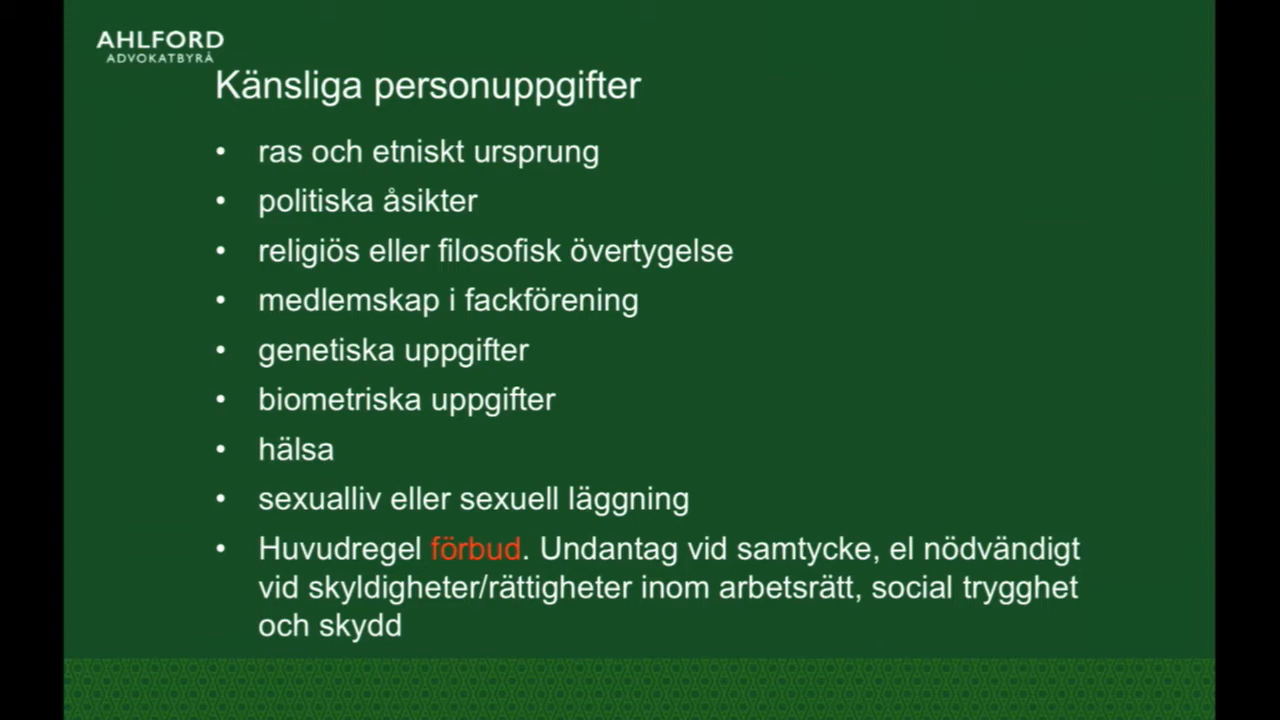 AHLFORD
ADVOKATBYRÅ
Känsliga personuppgifter
• ras och etniskt ursprung
• politiska åsikter
• religiös eller filosofisk övertygelse
• medlemskap i fackförening
• genetiska uppgifter
• biometriska uppgifter
• hälsa
• sexualliv eller sexuell läggning
• Huvudregel förbud. Undantag vid samtycke, el nödvändigt
vid skyldigheter/rättigheter inom arbetsrätt, social trygghet
och skydd